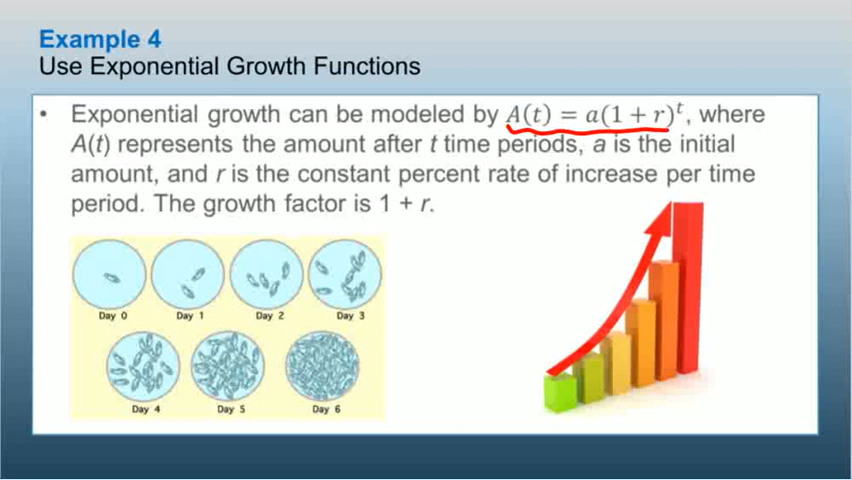 Example 4
Use Exponential Growth Functions
• Exponential growth can be modeled by A(t) = a(1 + r)ᵗ, where
A(t) represents the amount after t time periods, a is the initial
amount, and r is the constant percent rate of increase per time
period. The growth factor is 1 + r.
Day 0 Day 1 Day 2 Day 3
Day 4 Day 5 Day 6